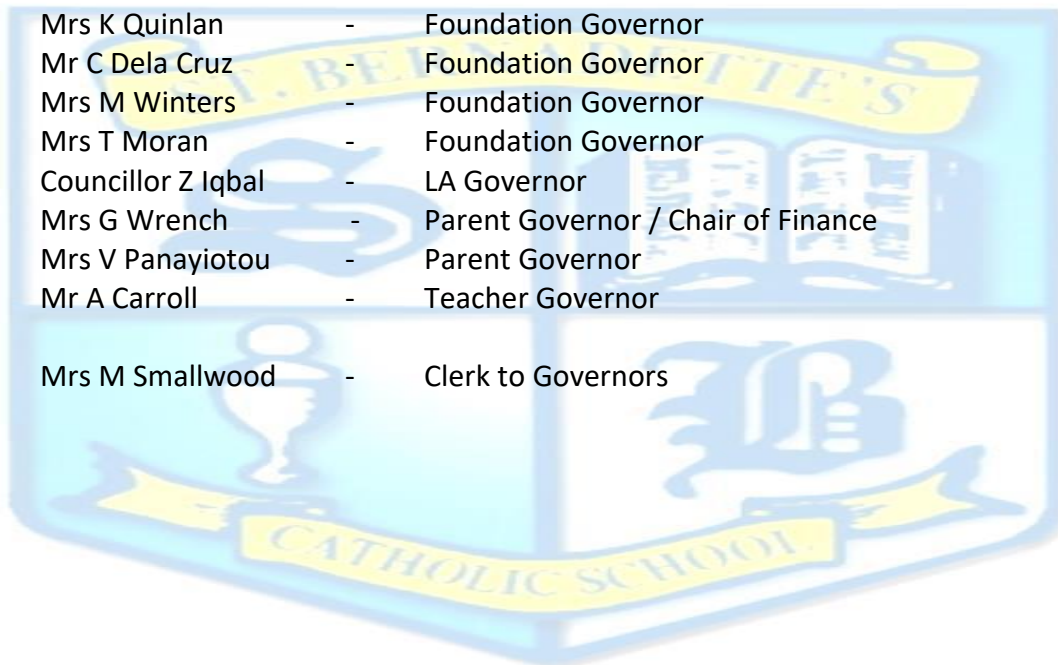 Mrs K Quinlan - Foundation Governor
Mr C Dela Cruz - Foundation Governor
Mrs M Winters - Foundation Governor
Mrs T Moran - Foundation Governor
Councillor Z Iqbal - LA Governor
Mrs G Wrench - Parent Governor / Chair of Finance
Mrs V Panayiotou - Parent Governor
Mr A Carroll - Teacher Governor
Mrs M Smallwood - Clerk to Governors
ST. BERNADETTE'S
S
B
CATHOLIC SCHOOL